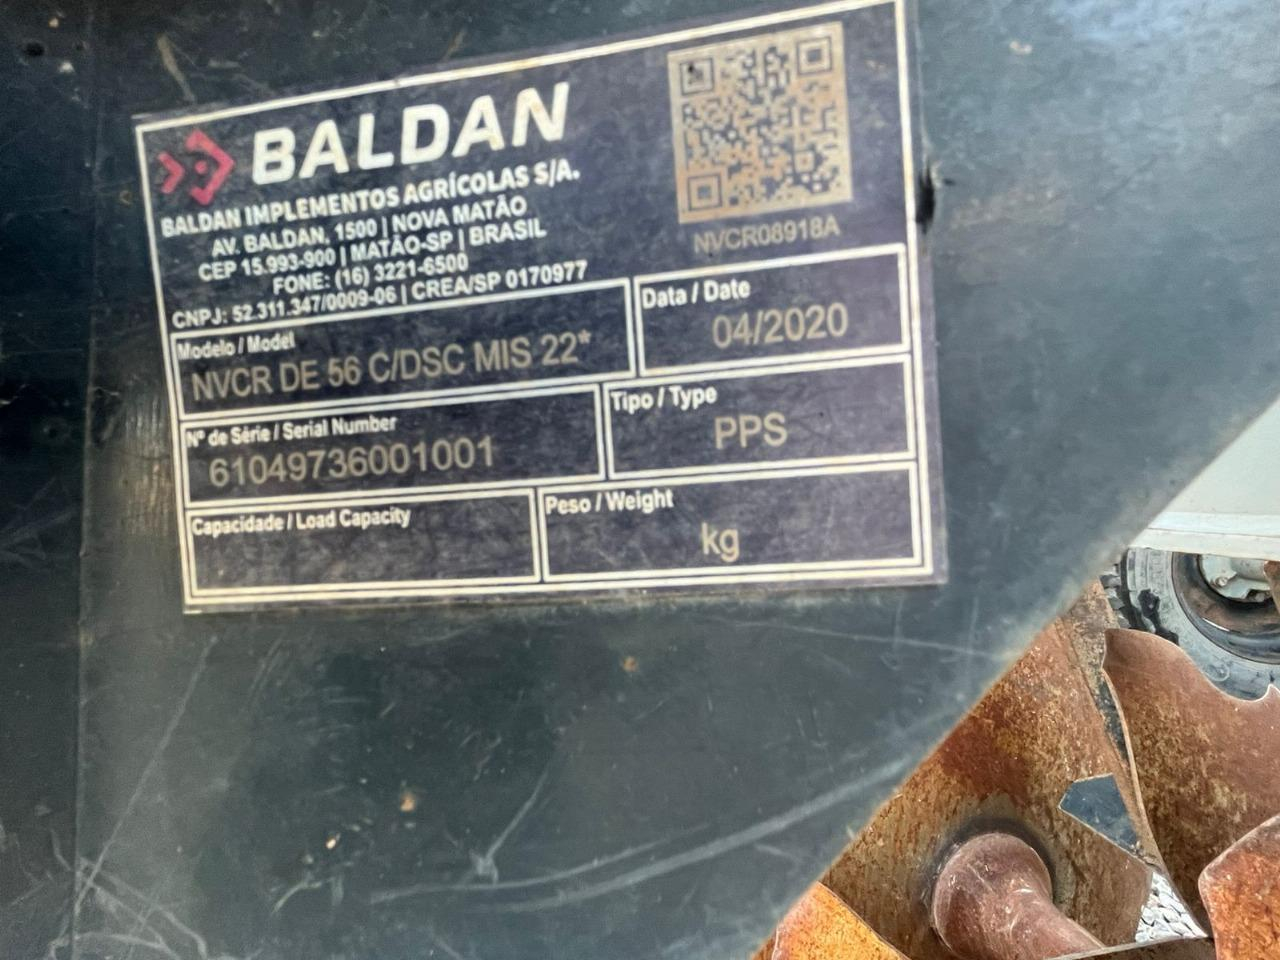 BALDAN
BALDAN IMPLEMENTOS AGRÍCOLAS S/A.
AV. BALDAN, 1500 | NOVA MATÃO
CEP 15.993-900 | MATÃO-SP | BRASIL
FONE: (16) 3221-6500
CNPJ: 52.311.347/0009-06 | CREA/SP 0170977
NVCR08918A
Modelo / Model
NVCR DE 56 C/DSC MIS 22*
Data / Date
04/2020
Nº de Série / Serial Number
61049736001001
Tipo / Type
PPS
Capacidade / Load Capacity
Peso / Weight
kg